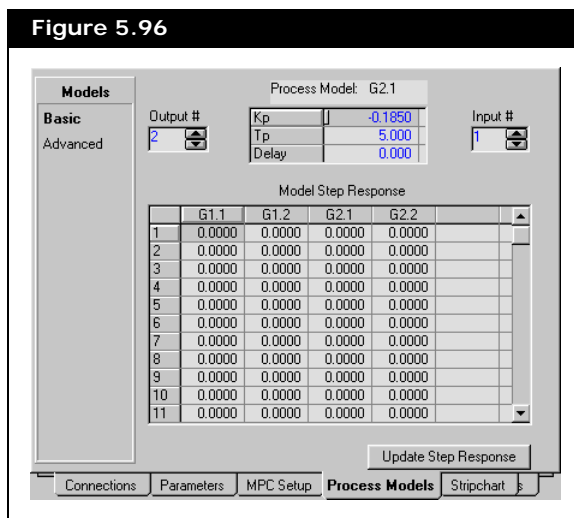 Figure 5.96
Models
Basic
Advanced
Process Model: G2.1
Output #
2
Kp -0.1850
Tp 5.000
Delay 0.000
Input #
1
Model Step Response
G1.1 G1.2 G2.1 G2.2
1 0.0000 0.0000 0.0000 0.0000
2 0.0000 0.0000 0.0000 0.0000
3 0.0000 0.0000 0.0000 0.0000
4 0.0000 0.0000 0.0000 0.0000
5 0.0000 0.0000 0.0000 0.0000
6 0.0000 0.0000 0.0000 0.0000
7 0.0000 0.0000 0.0000 0.0000
8 0.0000 0.0000 0.0000 0.0000
9 0.0000 0.0000 0.0000 0.0000
10 0.0000 0.0000 0.0000 0.0000
11 0.0000 0.0000 0.0000 0.0000
Update Step Response
Connections Parameters MPC Setup Process Models Stripchart s